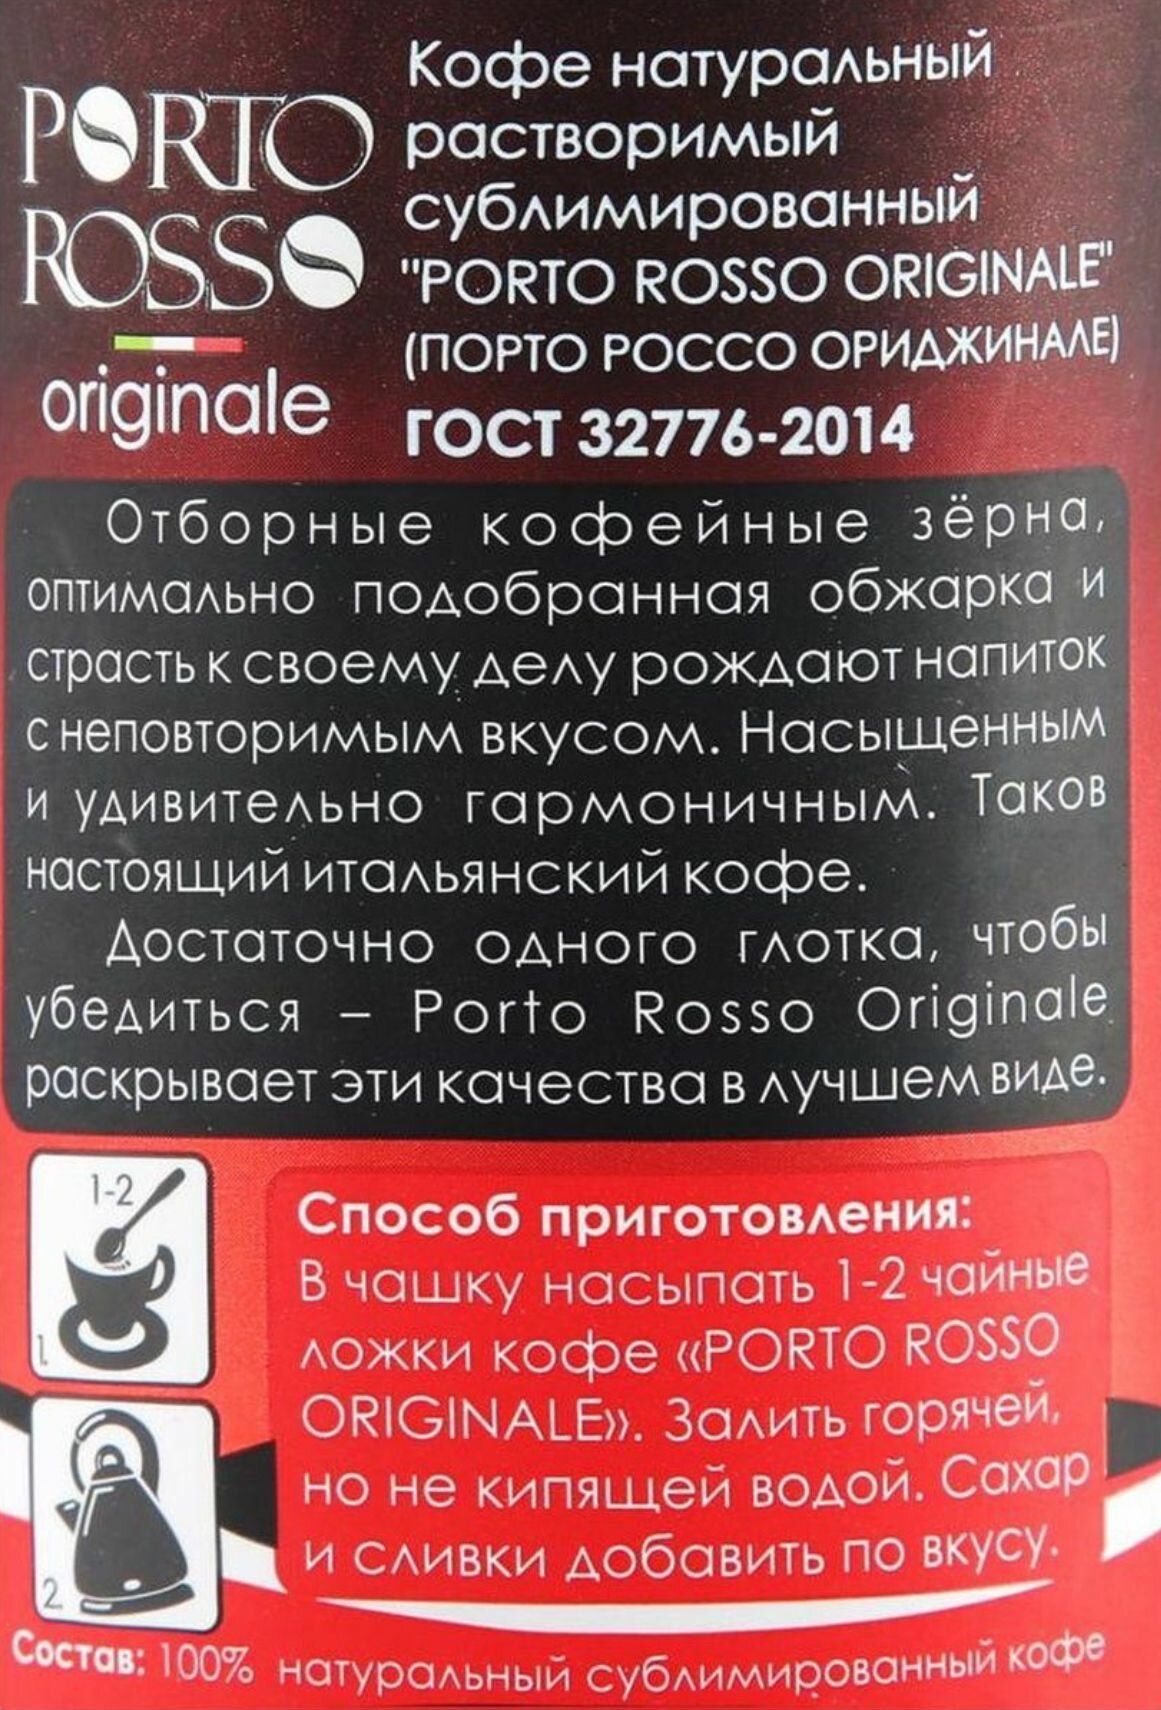 PORTO
ROSSO
originale
Кофе натуральный
растворимый
сублимированный
"PORTO ROSSO ORIGINALE"
(ПОРТО РОССО ОРИДЖИНАЛЕ)
ГОСТ 32776-2014
Отборные кофейные зёрна,
оптимально подобранная обжарка и
страсть к своему делу рождают напиток
с неповторимым вкусом. Насыщенным
и удивительно гармоничным. Таков
настоящий итальянский кофе.
Достаточно одного глотка, чтобы
убедиться – Porto Rosso Originale
раскрывает эти качества в лучшем виде.
1-2
1
2
Способ приготовления:
В чашку насыпать 1-2 чайные
ложки кофе «PORTO ROSSO
ORIGINALE». Залить горячей,
но не кипящей водой. Сахар
и сливки добавить по вкусу.
Состав: 100% натуральный сублимированный кофе